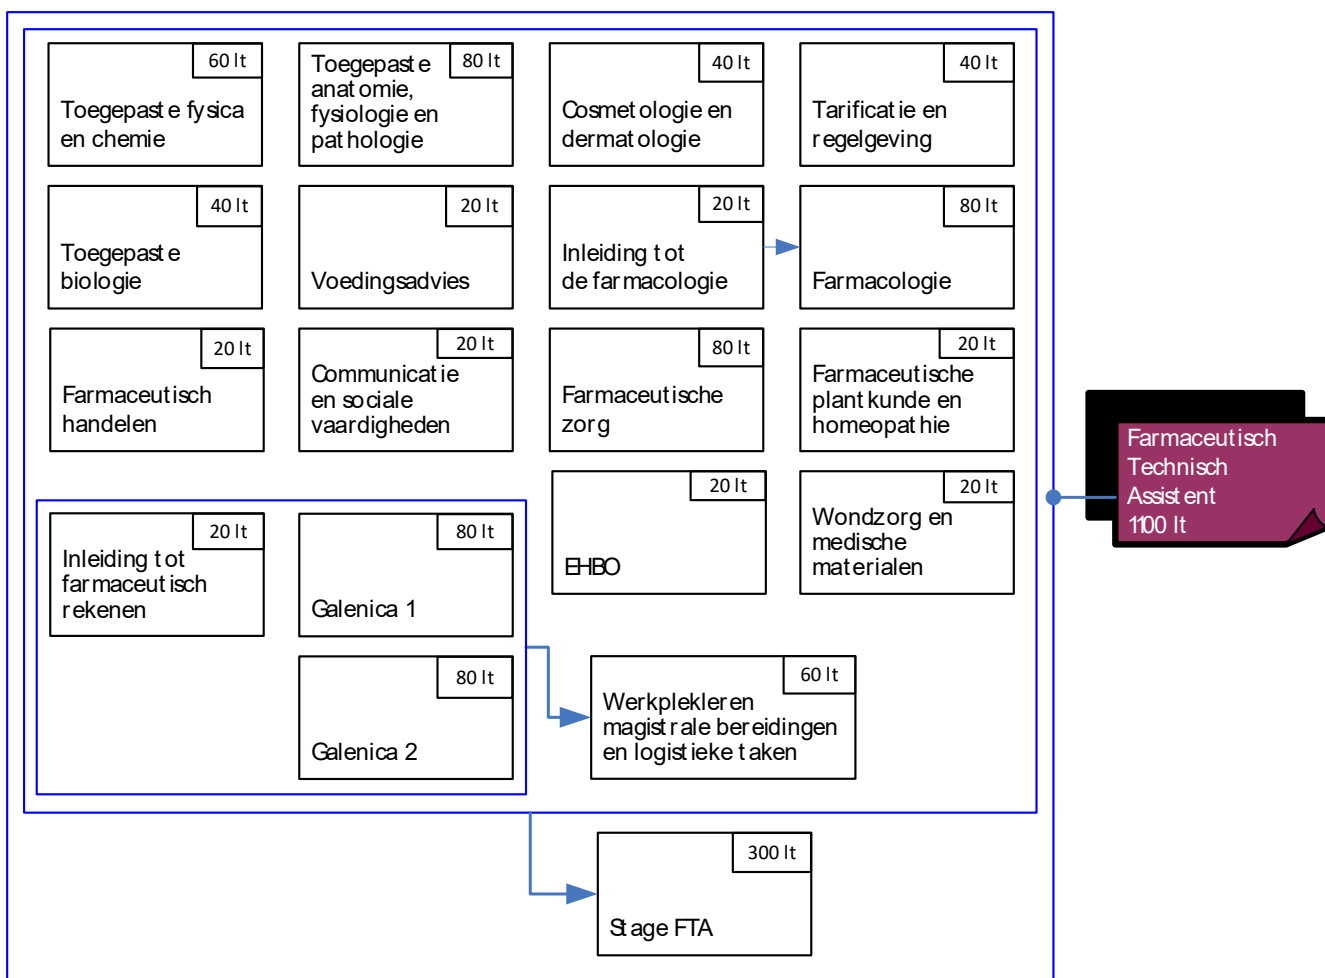 60 lt
Toegepaste fysica
en chemie
80 lt
Toegepaste
anatomie,
fysiologie en
pathologie
40 lt
Cosmetologie en
dermatologie
40 lt
Tarificatie en
regelgeving
40 lt
Toegepaste
biologie
20 lt
Voedingsadvies
20 lt
Inleiding tot
de farmacologie
80 lt
Farmacologie
20 lt
Farmaceutisch
handelen
20 lt
Communicatie
en sociale
vaardigheden
80 lt
Farmaceutische
zorg
20 lt
Farmaceutische
plantkunde en
homeopathie
20 lt
EHBO
20 lt
Wondzorg en
medische
materialen
20 lt
Inleiding tot
farmaceutisch
rekenen
80 lt
Galenica 1
80 lt
Galenica 2
60 lt
Werkplekleren
magistrale bereidingen
en logistieke taken
300 lt
Stage FTA
Farmaceutisch
Technisch
Assistent
1100 lt